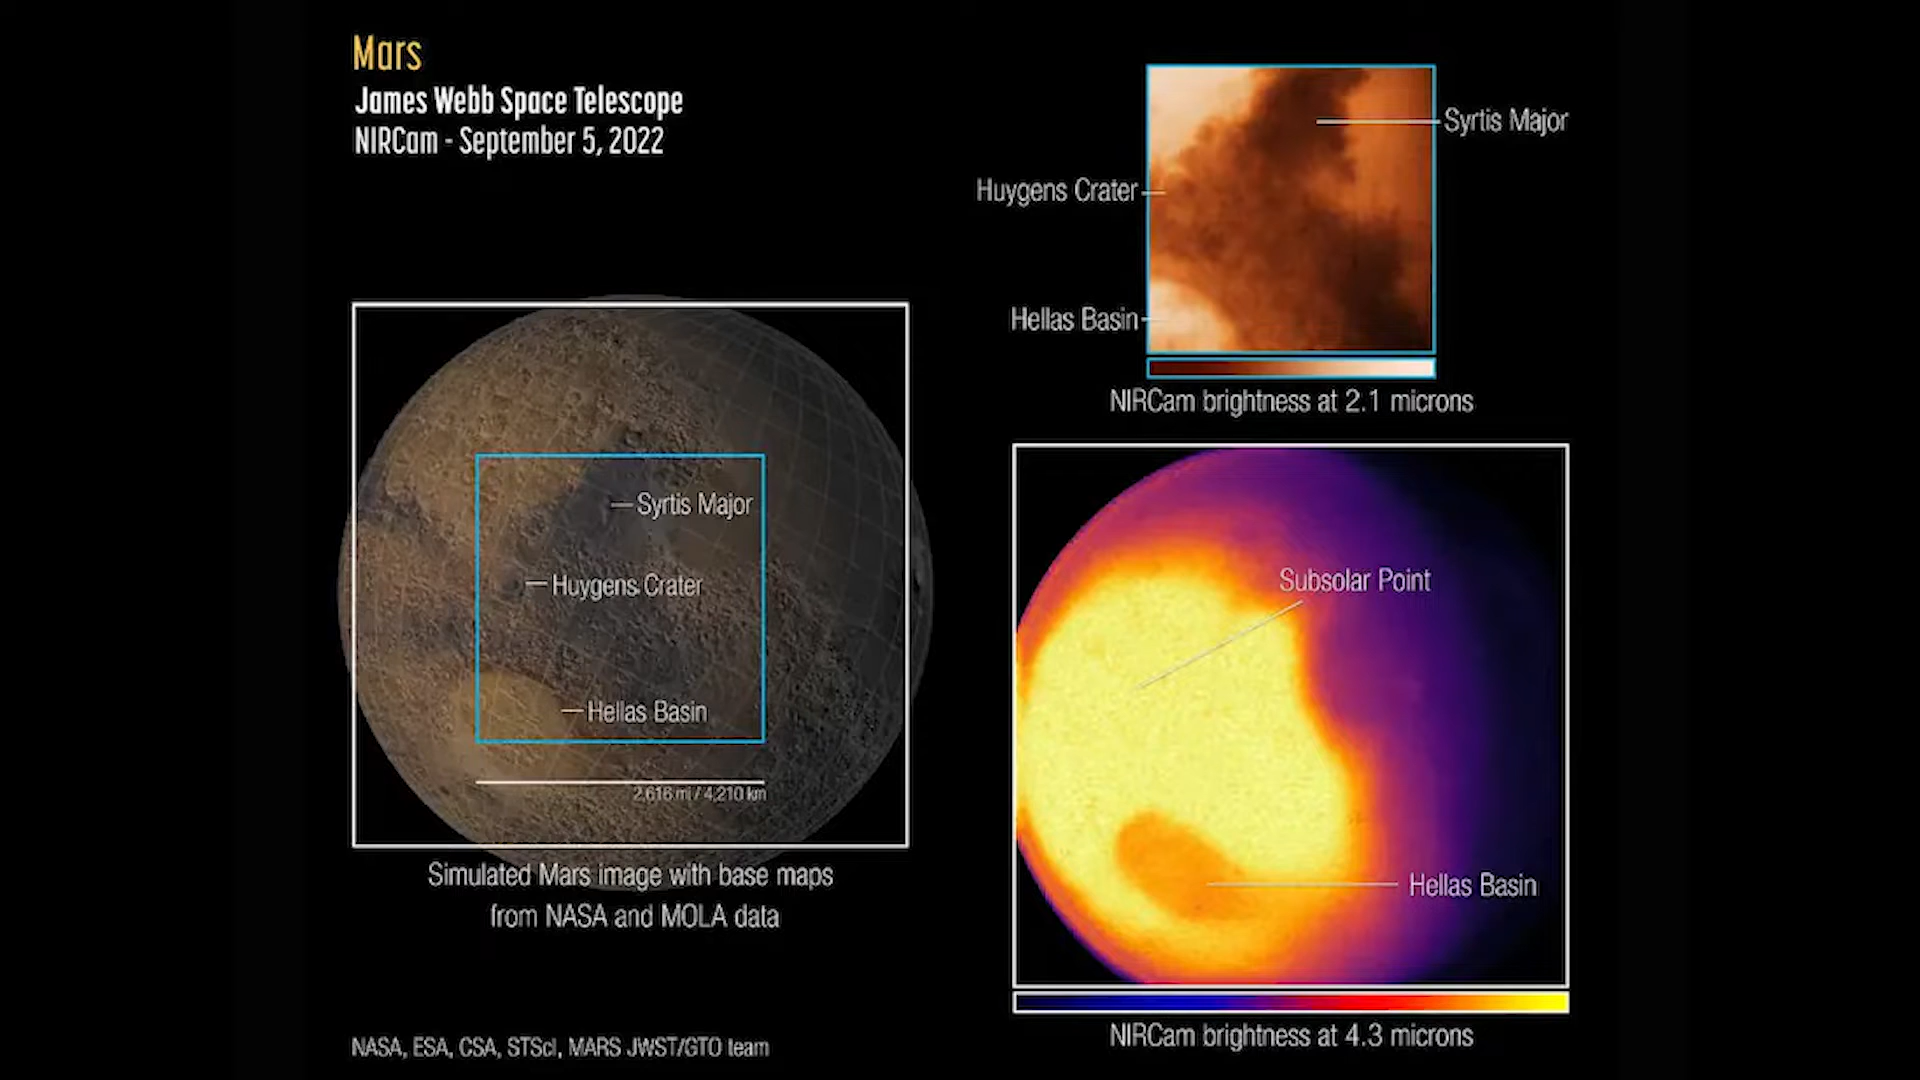 Mars
James Webb Space Telescope
NIRCam - September 5, 2022
Syrtis Major
Huygens Crater
Hellas Basin
NIRCam brightness at 2.1 microns
Syrtis Major
Huygens Crater
Hellas Basin
2,616 mi / 4,210 km
Simulated Mars image with base maps
from NASA and MOLA data
Subsolar Point
Hellas Basin
NIRCam brightness at 4.3 microns
NASA, ESA, CSA, STScI, MARS JWST/GTO team